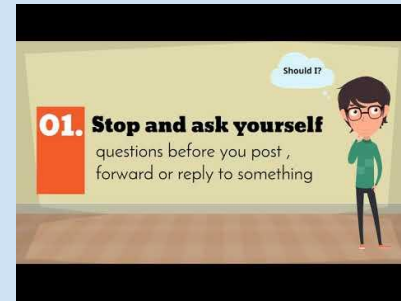 Should I?
01. Stop and ask yourself
questions before you post ,
forward or reply to something